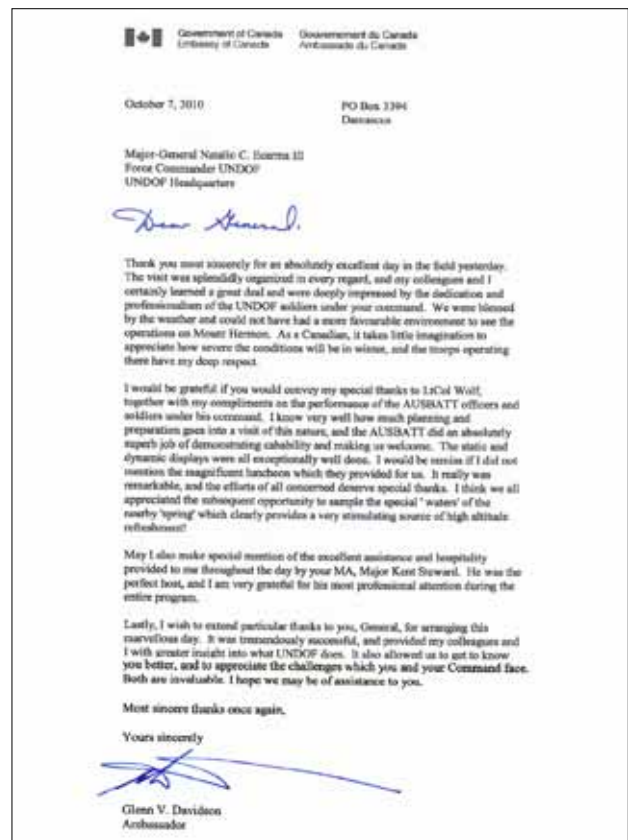 Government of Canada Gouvernement du Canada
Embassy of Canada Ambassade du Canada
October 7, 2010 PO Box 3394
Damascus
Major-General Natalio C. Ecarma III
Force Commander UNDOF
UNDOF Headquarters
Dear General.
Thank you most sincerely for an absolutely excellent day in the field yesterday.
The visit was splendidly organized in every regard, and my colleagues and I
certainly learned a great deal and were deeply impressed by the dedication and
professionalism of the UNDOF soldiers under your command. We were blessed
by the weather and could not have had a more favourable environment to see the
operations on Mount Hermon. As a Canadian, it takes little imagination to
appreciate how severe the conditions will be in winter, and the troops operating
there have my deep respect.
I would be grateful if you would convey my special thanks to LtCol Wolf,
together with my compliments on the performance of the AUSBATT officers and
soldiers under his command. I know very well how much planning and
preparation goes into a visit of this nature, and the AUSBATT did an absolutely
superb job of demonstrating cabability and making us welcome. The static and
dynamic displays were all exceptionally well done. I would be remiss if I did not
mention the magnificent luncheon which they provided for us. It really was
remarkable, and the efforts of all concerned deserve special thanks. I think we all
appreciated the subsequent opportunity to sample the special 'waters' of the
nearby 'spring' which clearly provides a very stimulating source of high altitude
refreshment!
May I also make special mention of the excellent assistance and hospitality
provided to me throughout the day by your MA, Major Kent Steward. He was the
perfect host, and I am very grateful for his most professional attention during the
entire program.
Lastly, I wish to extend particular thanks to you, General, for arranging this
marvellous day. It was tremendously successful, and provided my colleagues and
I with greater insight into what UNDOF does. It also allowed us to get to know
you better, and to appreciate the challenges which you and your Command face.
Both are invaluable. I hope we may be of assistance to you.
Most sincere thanks once again,
Yours sincerely
Glenn V. Davidson
Ambassador